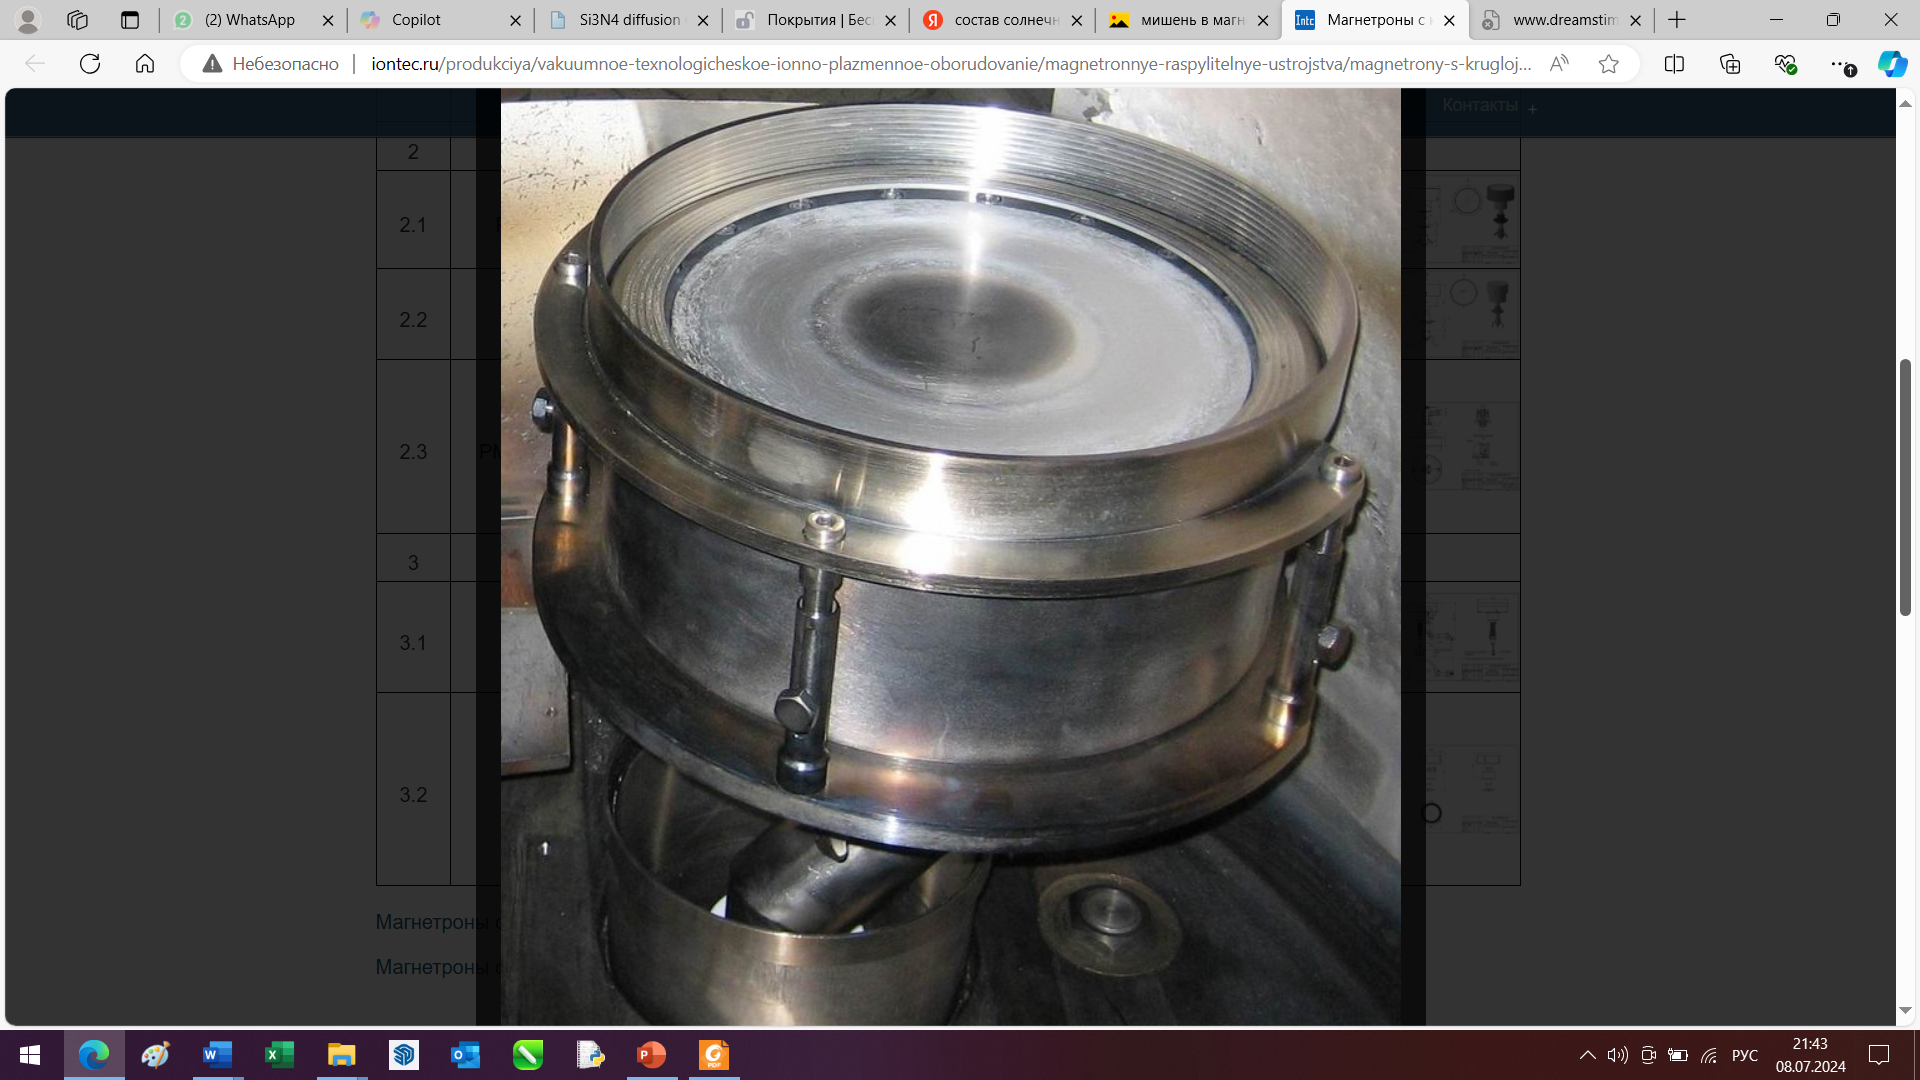 (2) WhatsApp
Copilot
Si3N4 diffusion
Покрытия | Бес
состав солнечн
мишень в магн
Intc
Магнетроны с к
www.dreamstim
Небезопасно
iontec.ru/produkciya/vakuumnoe-texnologicheskoe-ionno-plazmennoe-oborudovanie/magnetronnye-raspylitelnye-ustrojstva/magnetrony-s-krugloj...
Контакты +
2
2.1
2.2
2.3
3
3.1
3.2
Магнетроны
Магнетроны
РУС
21:43
08.07.2024